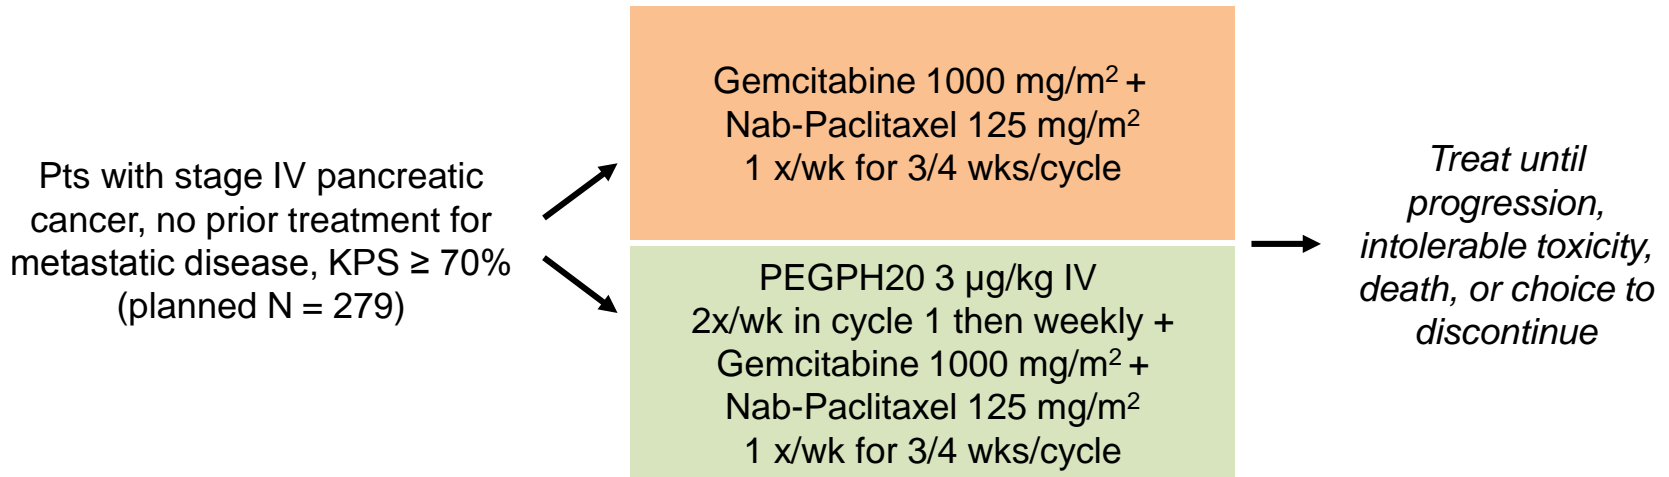 Pts with stage IV pancreatic
cancer, no prior treatment for
metastatic disease, KPS ≥ 70%
(planned N = 279)
Gemcitabine 1000 mg/m² +
Nab-Paclitaxel 125 mg/m²
1 x/wk for 3/4 wks/cycle
PEGPH20 3 µg/kg IV
2x/wk in cycle 1 then weekly +
Gemcitabine 1000 mg/m² +
Nab-Paclitaxel 125 mg/m²
1 x/wk for 3/4 wks/cycle
Treat until
progression,
intolerable toxicity,
death, or choice to
discontinue